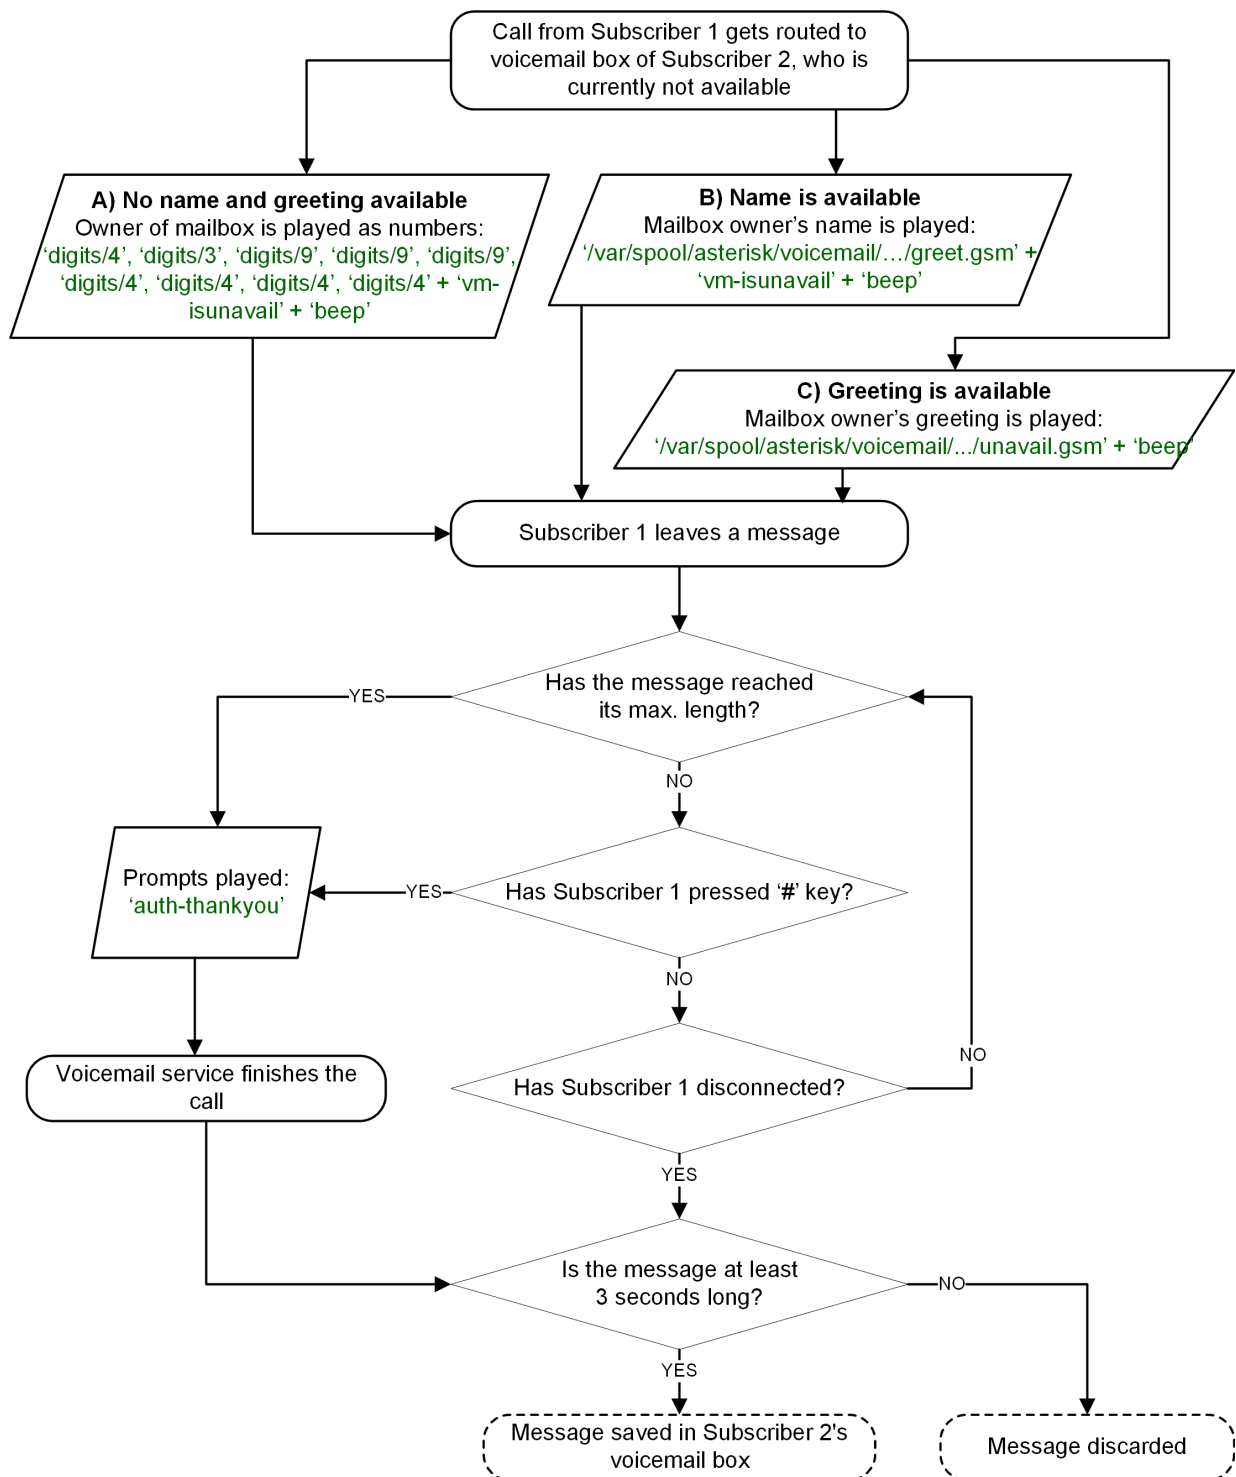 Call from Subscriber 1 gets routed to
voicemail box of Subscriber 2, who is
currently not available
A) No name and greeting available
Owner of mailbox is played as numbers:
‘digits/4’, ‘digits/3’, ‘digits/9’, ‘digits/9’, ‘digits/9’,
‘digits/4’, ‘digits/4’, ‘digits/4’, ‘digits/4’ + ‘vm-
isunavail’ + ‘beep’
B) Name is available
Mailbox owner’s name is played:
‘/var/spool/asterisk/voicemail/…/greet.gsm’ +
‘vm-isunavail’ + ‘beep’
C) Greeting is available
Mailbox owner’s greeting is played:
‘/var/spool/asterisk/voicemail/…/unavail.gsm’ + ‘beep’
Subscriber 1 leaves a message
Has the message reached
its max. length?
YES
NO
Prompts played:
‘auth-thankyou’
YES
Has Subscriber 1 pressed ‘#’ key?
NO
Voicemail service finishes the
call
Has Subscriber 1 disconnected?
NO
YES
Is the message at least
3 seconds long?
NO
YES
Message saved in Subscriber 2's
voicemail box
Message discarded